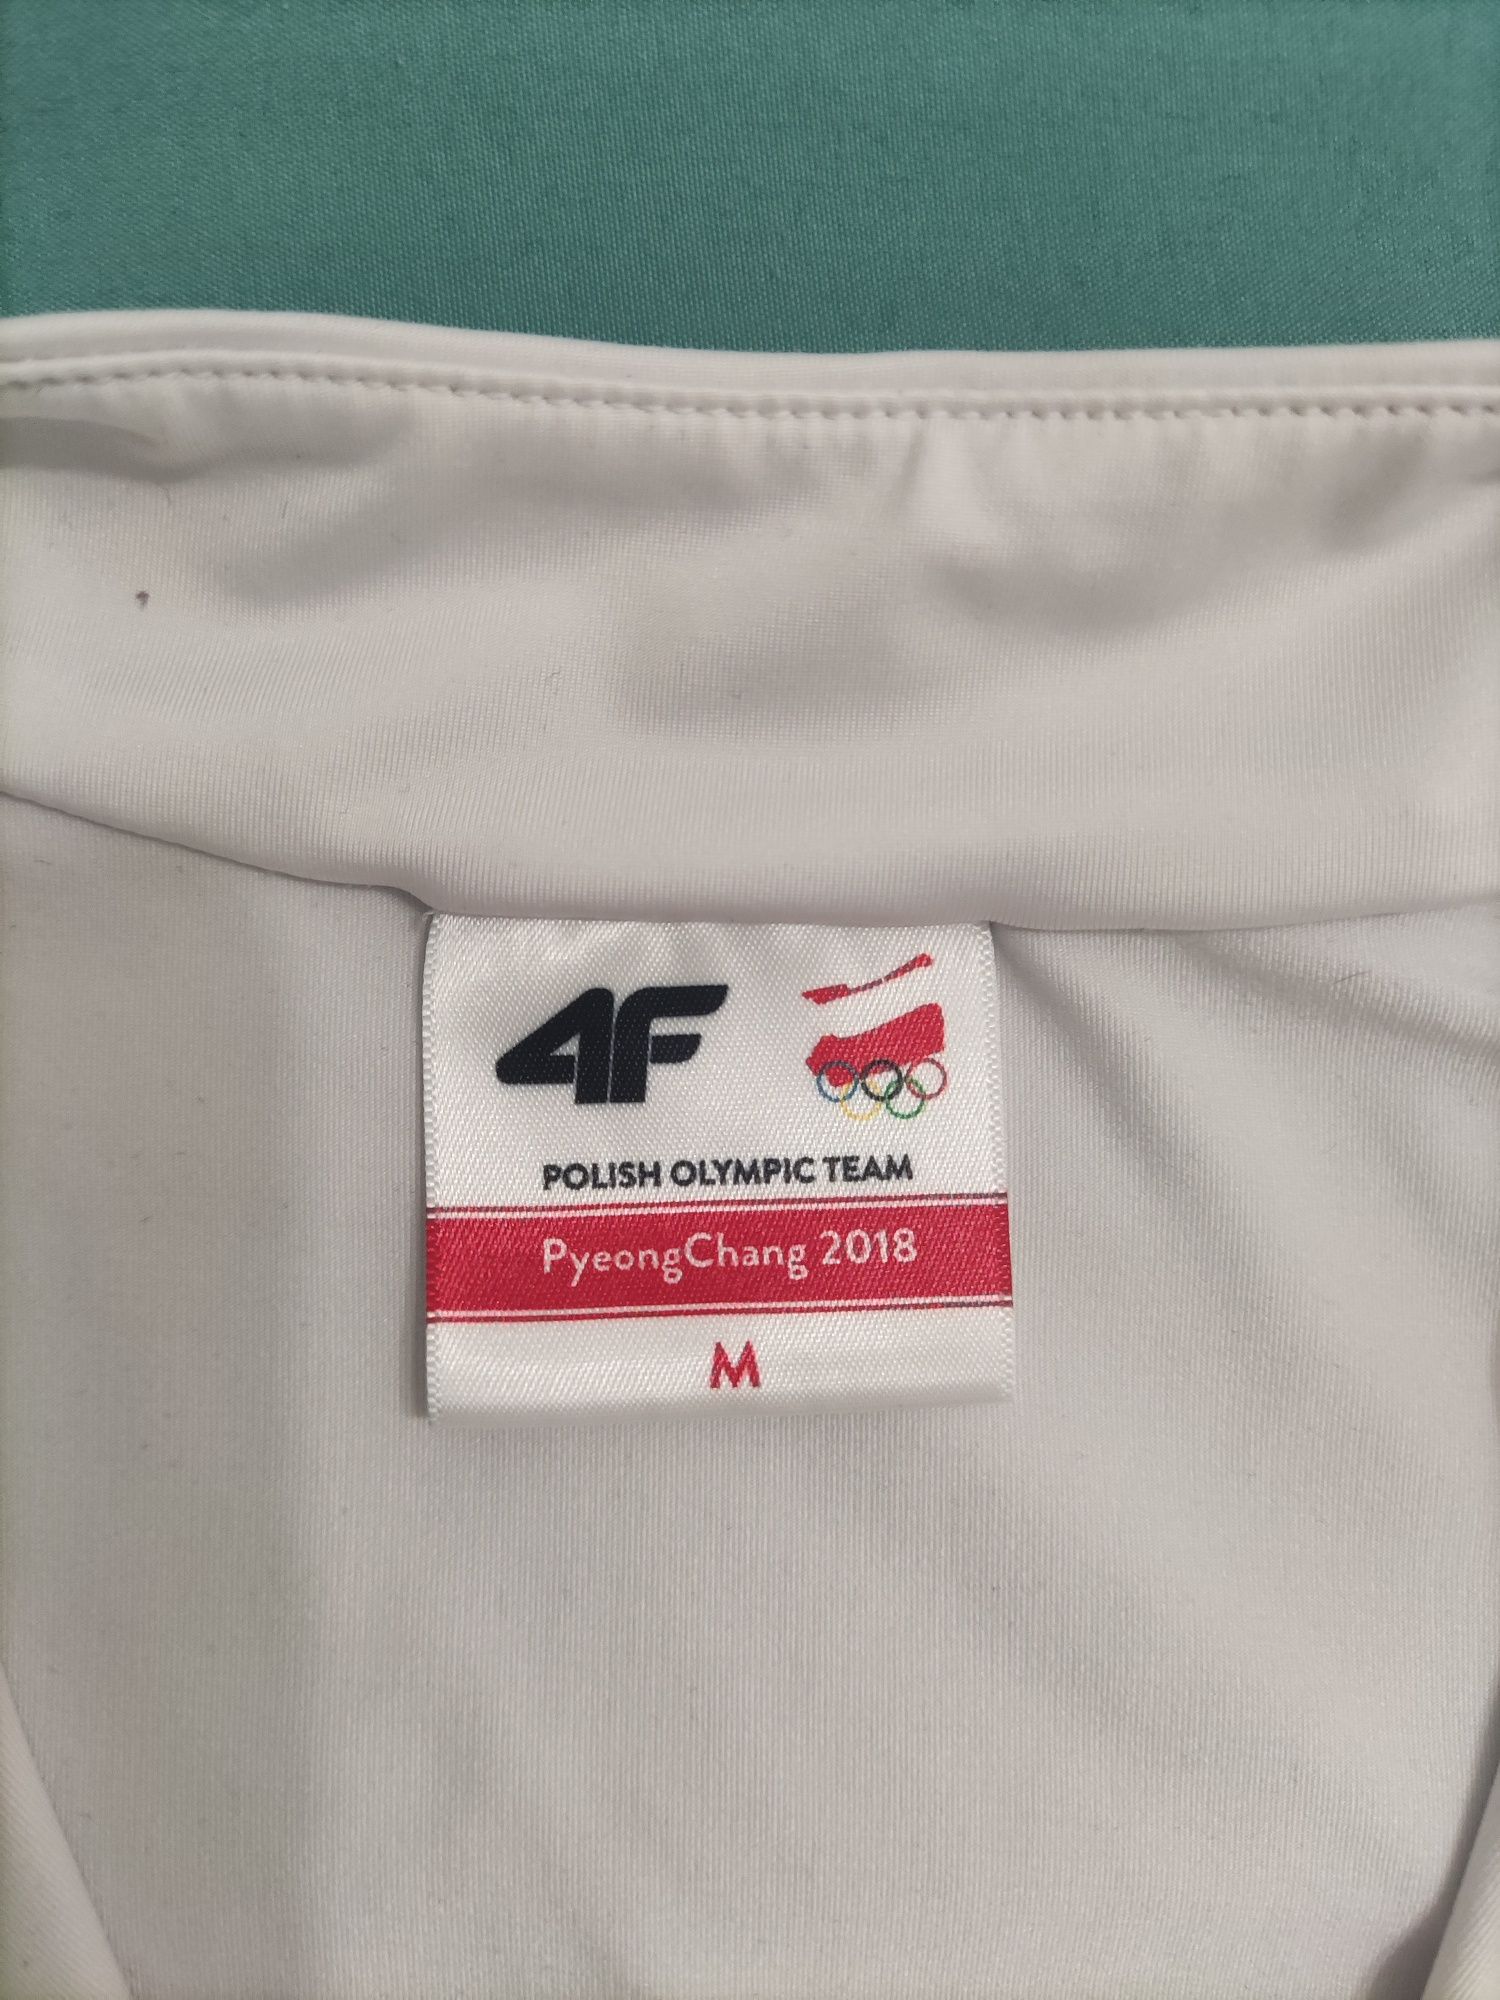 4F
POLISH OLYMPIC TEAM
PyeongChang 2018
M